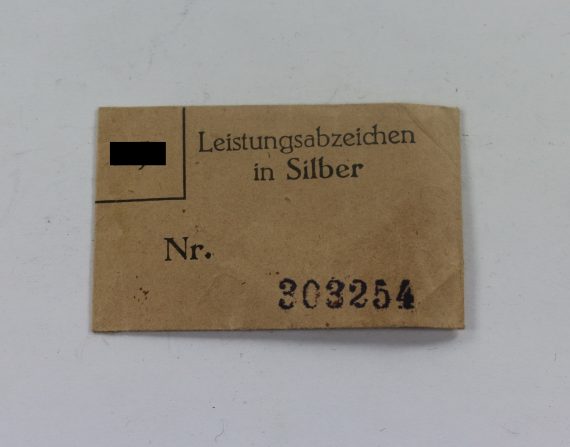 Leistungsabzeichen
in Silber
Nr.
303254